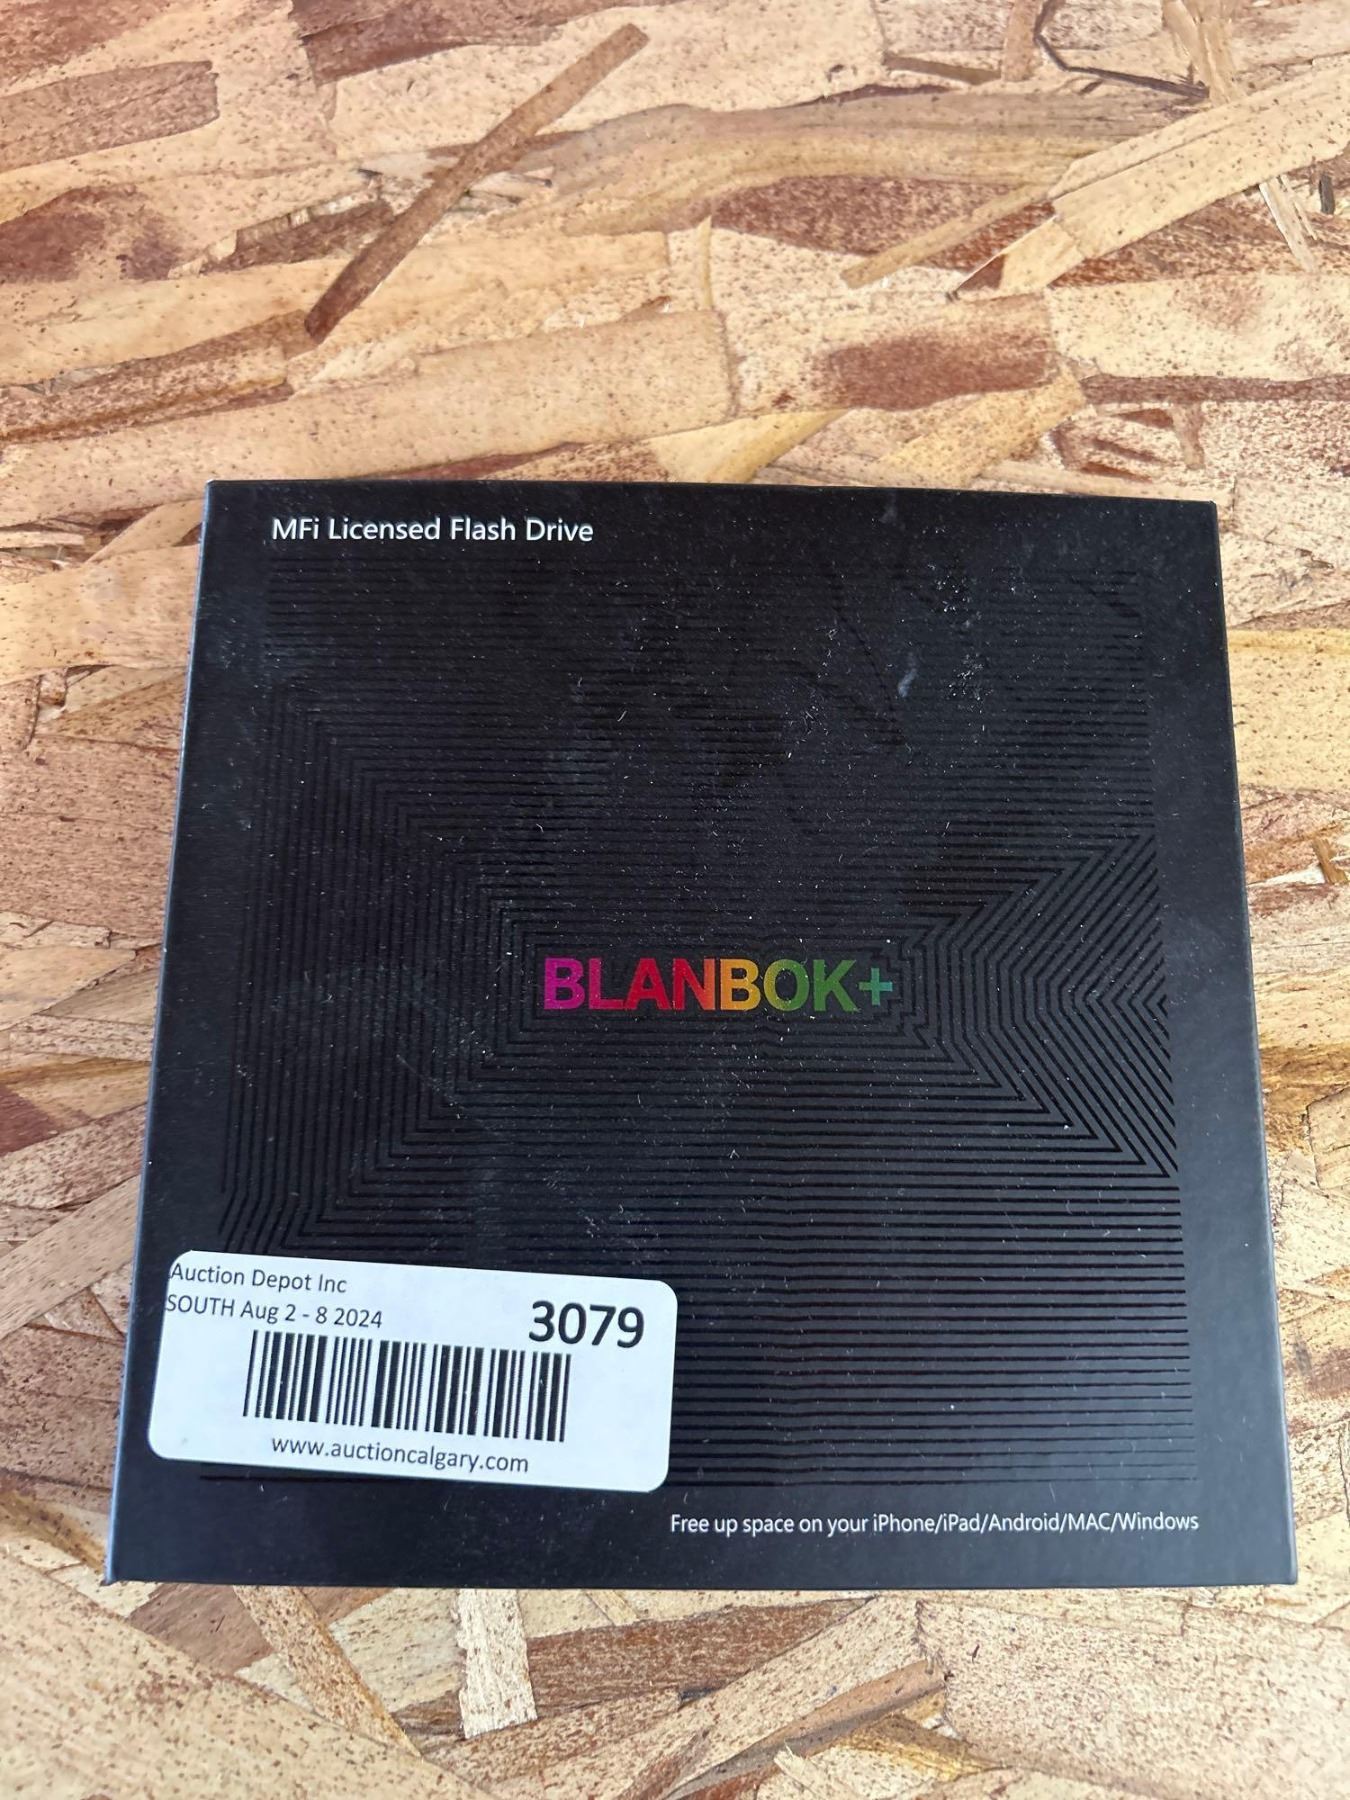 MFi Licensed Flash Drive
BLANBOK+
Auction Depot Inc
SOUTH Aug 2 - 8 2024
3079
www.auctioncalgary.com
Free up space on your iPhone/iPad/Android/MAC/Windows